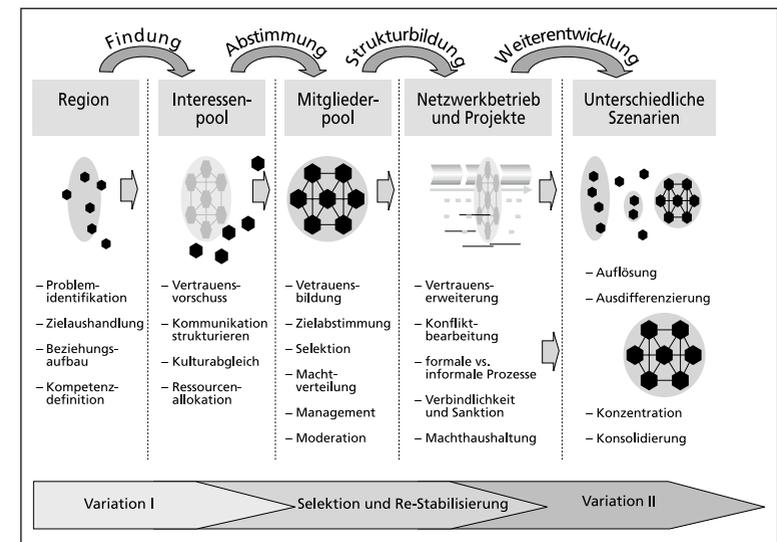 Findung
Abstimmung
Strukturbildung
Weiterentwicklung
Region
Interessen-
pool
Mitglieder-
pool
Netzwerkbetrieb
und Projekte
Unterschiedliche
Szenarien
– Problem-
identifikation
– Zielaushandlung
– Beziehungs-
aufbau
– Kompetenz-
definition
– Vertrauens-
vorschuss
– Kommunikation
strukturieren
– Kulturabgleich
– Ressourcen-
allokation
– Vetrauens-
bildung
– Zielabstimmung
– Selektion
– Macht-
verteilung
– Management
– Moderation
– Vertrauens-
erweiterung
– Konflikt-
bearbeitung
– formale vs.
informale Prozesse
– Verbindlichkeit
und Sanktion
– Machthaushaltung
– Auflösung
– Ausdifferenzierung
– Konzentration
– Konsolidierung
Variation I
Selektion und Re-Stabilisierung
Variation II